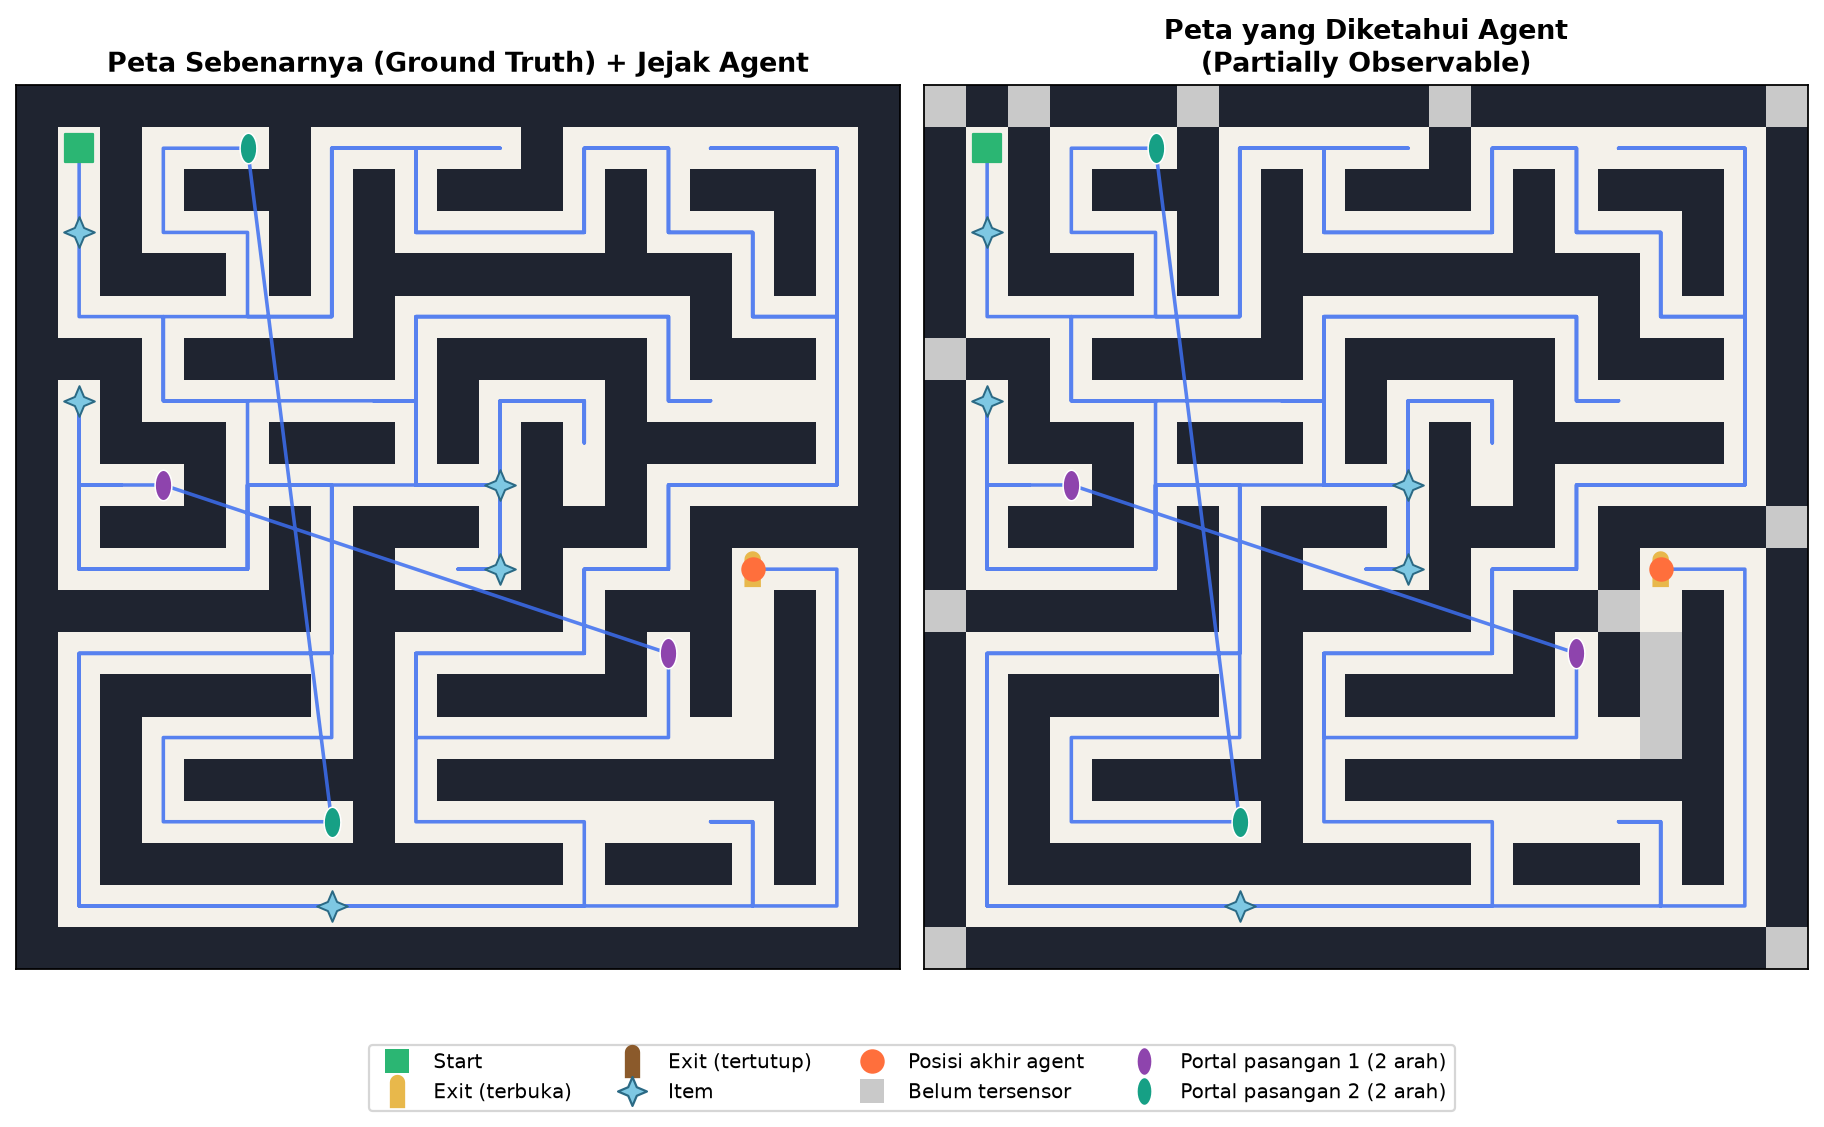 Peta Sebenarnya (Ground Truth) + Jejak Agent
Peta yang Diketahui Agent
(Partially Observable)
Start
Exit (terbuka)
Exit (tertutup)
Item
Posisi akhir agent
Belum tersensor
Portal pasangan 1 (2 arah)
Portal pasangan 2 (2 arah)